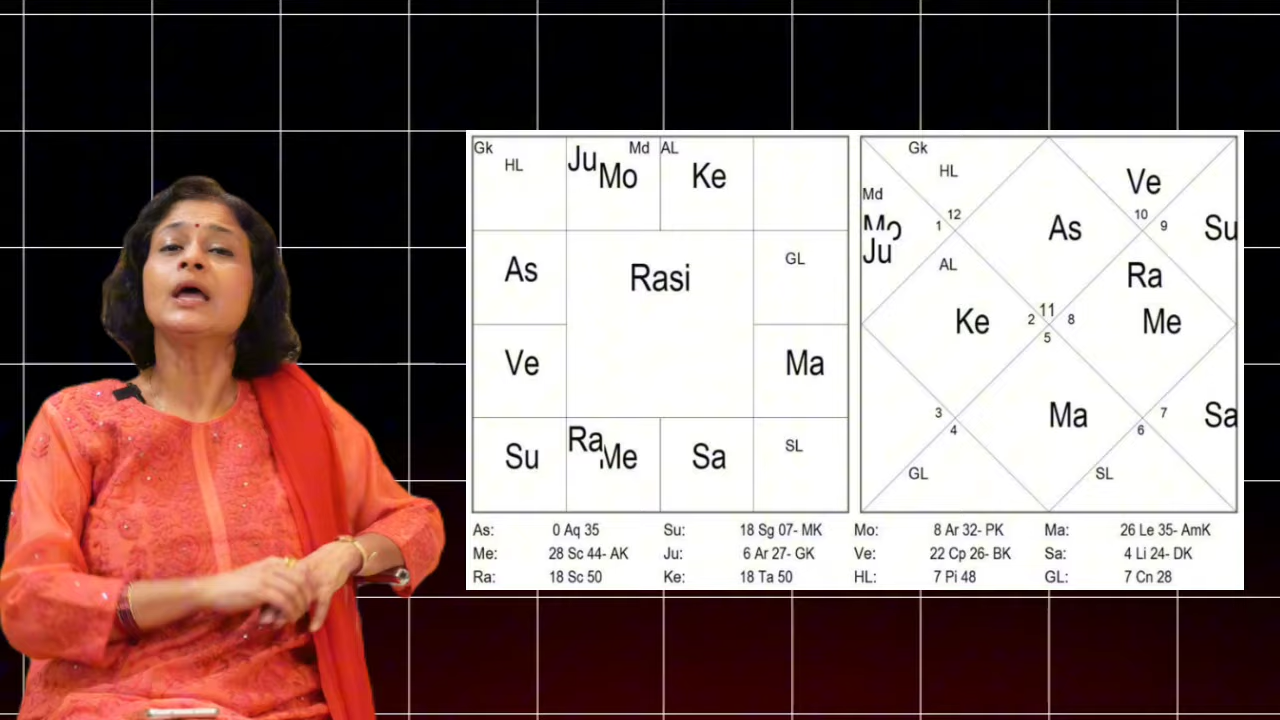 Gk
HL
Ju
Mo
Md
AL
Ke
As
Rasi
GL
Ve
Ma
Su
Ra
Me
Sa
SL
Gk
HL
Ve
Md
12
10
Mo
1
As
9
Su
Ju
AL
Ra
11
Ke
2
8
Me
5
3
Ma
7
Sa
4
6
GL
SL
As: 0 Aq 35 Su: 18 Sg 07- MK Mo: 8 Ar 32- PK Ma: 26 Le 35- AmK
Me: 28 Sc 44- AK Ju: 6 Ar 27- GK Ve: 22 Cp 26- BK Sa: 4 Li 24- DK
Ra: 18 Sc 50 Ke: 18 Ta 50 HL: 7 Pi 48 GL: 7 Cn 28